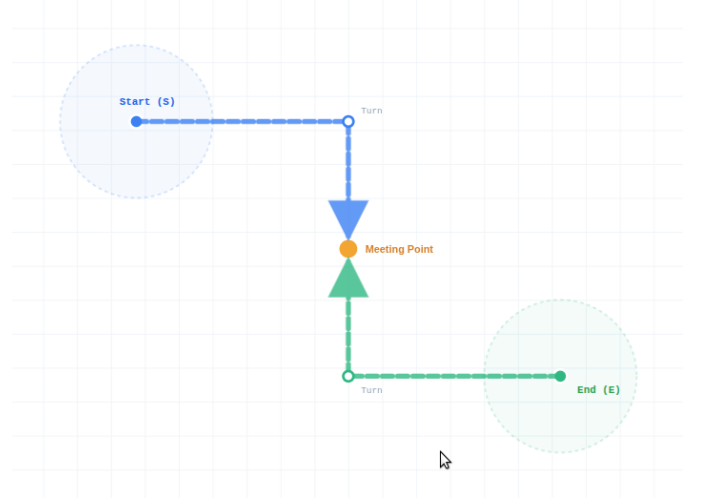 Start (S)
Turn
Meeting Point
Turn
End (E)